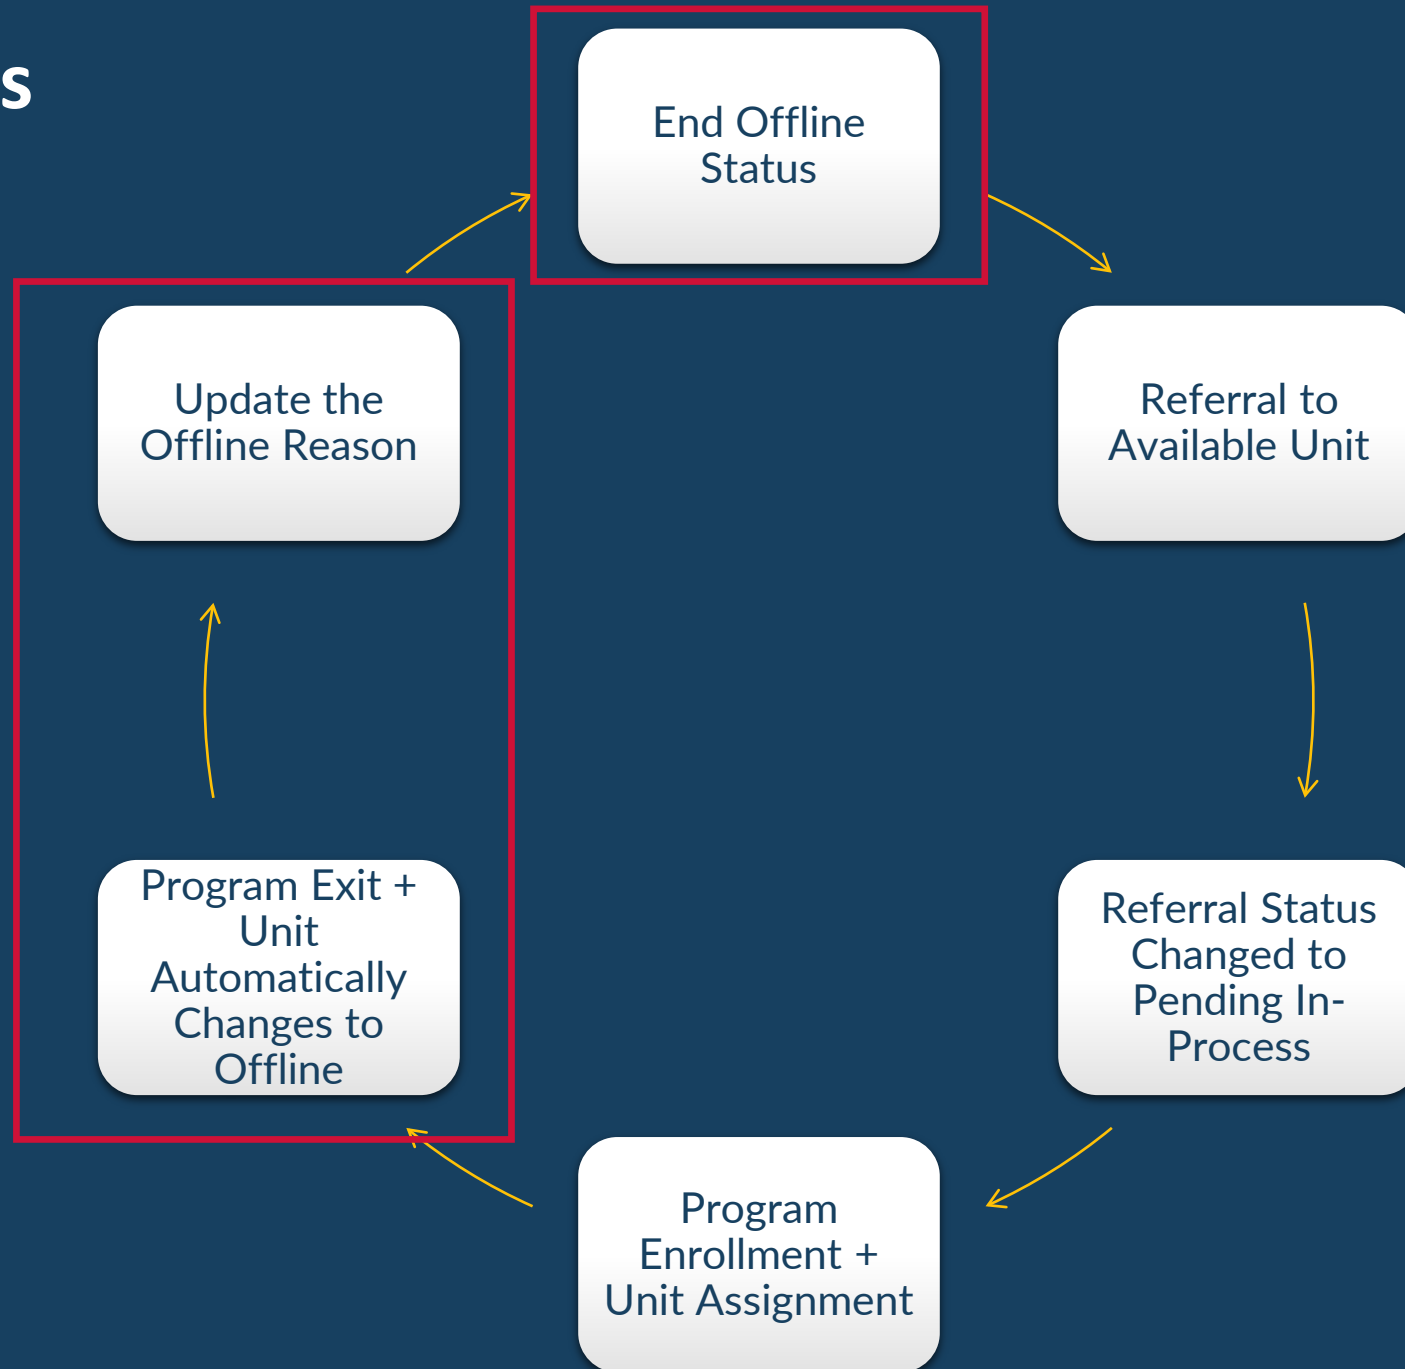 s
End Offline
Status
Referral to
Available Unit
Referral Status
Changed to
Pending In-
Process
Program
Enrollment +
Unit Assignment
Program Exit +
Unit
Automatically
Changes to
Offline
Update the
Offline Reason